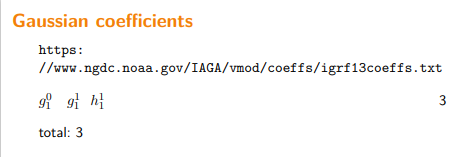 Gaussian coefficients
https:
//www.ngdc.noaa.gov/IAGA/vmod/coeffs/igrf13coeffs.txt
g₁⁰ g₁¹ h₁¹ 3
total: 3